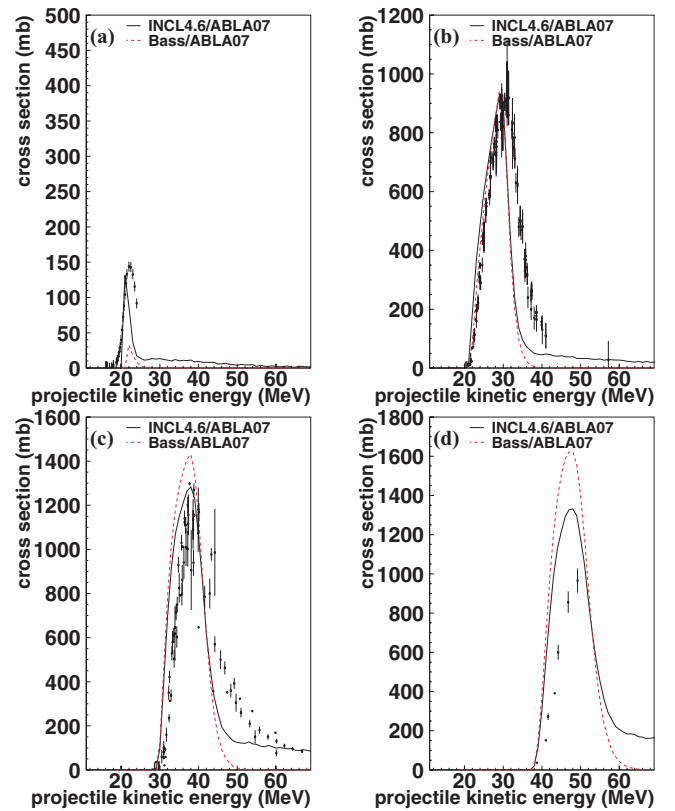 500
450
400
350
300
250
200
150
100
50
0
cross section (mb)
(a)
INCL4.6/ABLA07
Bass/ABLA07
20 30 40 50 60
projectile kinetic energy (MeV)
1200
1000
800
600
400
200
0
cross section (mb)
(b)
INCL4.6/ABLA07
Bass/ABLA07
20 30 40 50 60
projectile kinetic energy (MeV)
1600
1400
1200
1000
800
600
400
200
0
cross section (mb)
(c)
INCL4.6/ABLA07
Bass/ABLA07
20 30 40 50 60
projectile kinetic energy (MeV)
1800
1600
1400
1200
1000
800
600
400
200
0
cross section (mb)
(d)
INCL4.6/ABLA07
Bass/ABLA07
20 30 40 50 60
projectile kinetic energy (MeV)